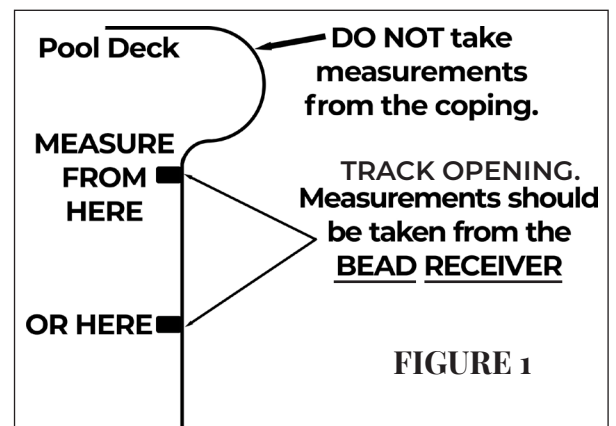 Pool Deck
DO NOT take
measurements
from the coping.
MEASURE
FROM
HERE
TRACK OPENING.
Measurements should
be taken from the
BEAD RECEIVER
OR HERE
FIGURE 1